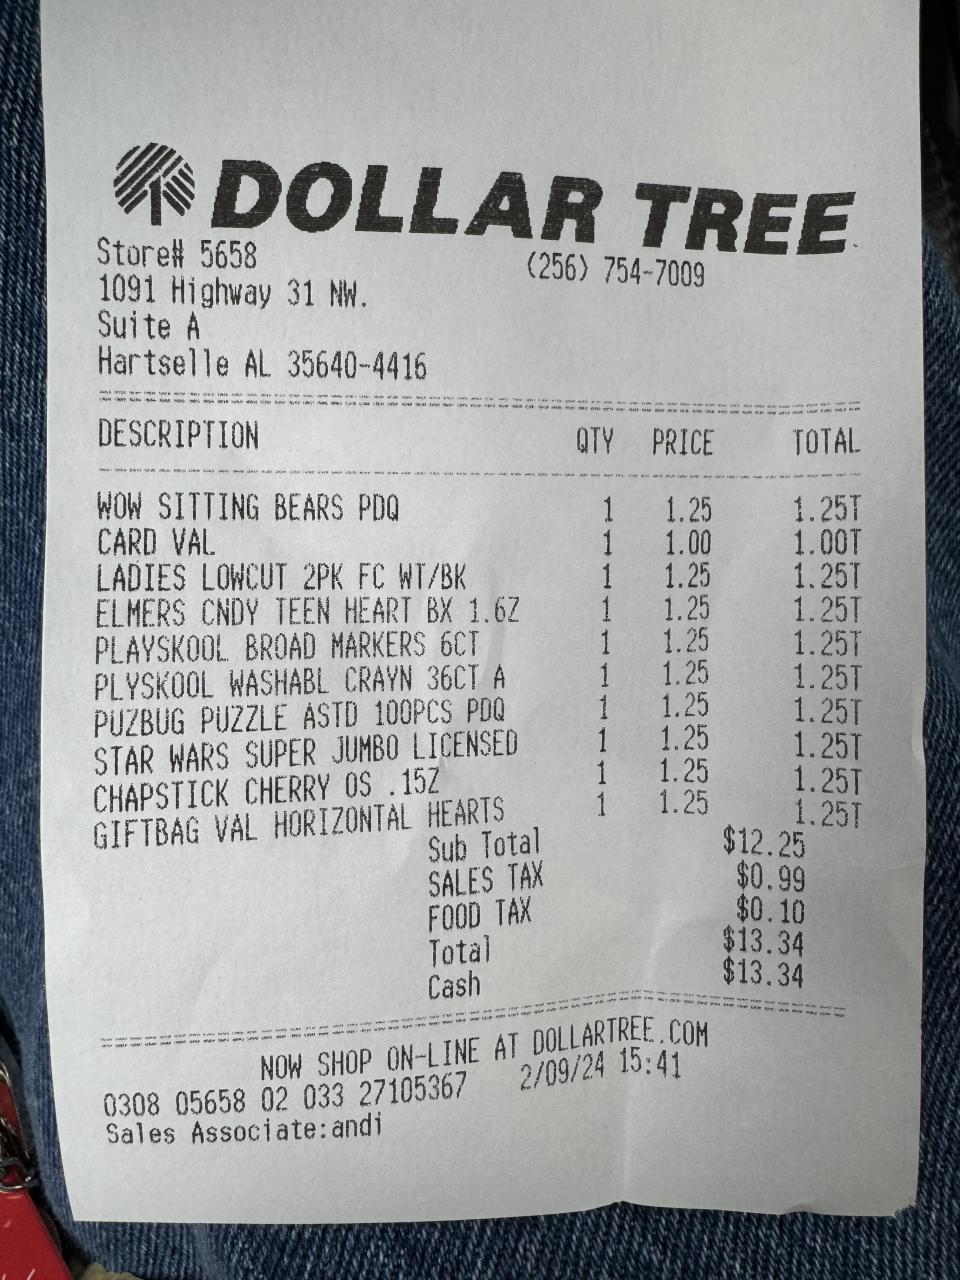 DOLLAR TREE
Store# 5658 (256) 754-7009
1091 Highway 31 NW.
Suite A
Hartselle AL 35640-4416
DESCRIPTION QTY PRICE TOTAL
WOW SITTING BEARS PDQ 1 1.25 1.25T
CARD VAL 1 1.00 1.00T
LADIES LOWCUT 2PK FC WT/BK 1 1.25 1.25T
ELMERS CNDY TEEN HEART BX 1.6Z 1 1.25 1.25T
PLAYSKOOL BROAD MARKERS 6CT 1 1.25 1.25T
PLYSKOOL WASHABL CRAYN 36CT A 1 1.25 1.25T
PUZBUG PUZZLE ASTD 100PCS PDQ 1 1.25 1.25T
STAR WARS SUPER JUMBO LICENSED 1 1.25 1.25T
CHAPSTICK CHERRY OS .15Z 1 1.25 1.25T
GIFTBAG VAL HORIZONTAL HEARTS 1 1.25 1.25T
Sub Total $12.25
SALES TAX $0.99
FOOD TAX $0.10
Total $13.34
Cash $13.34
NOW SHOP ON-LINE AT DOLLARTREE.COM
0308 05658 02 033 27105367 2/09/24 15:41
Sales Associate:andi